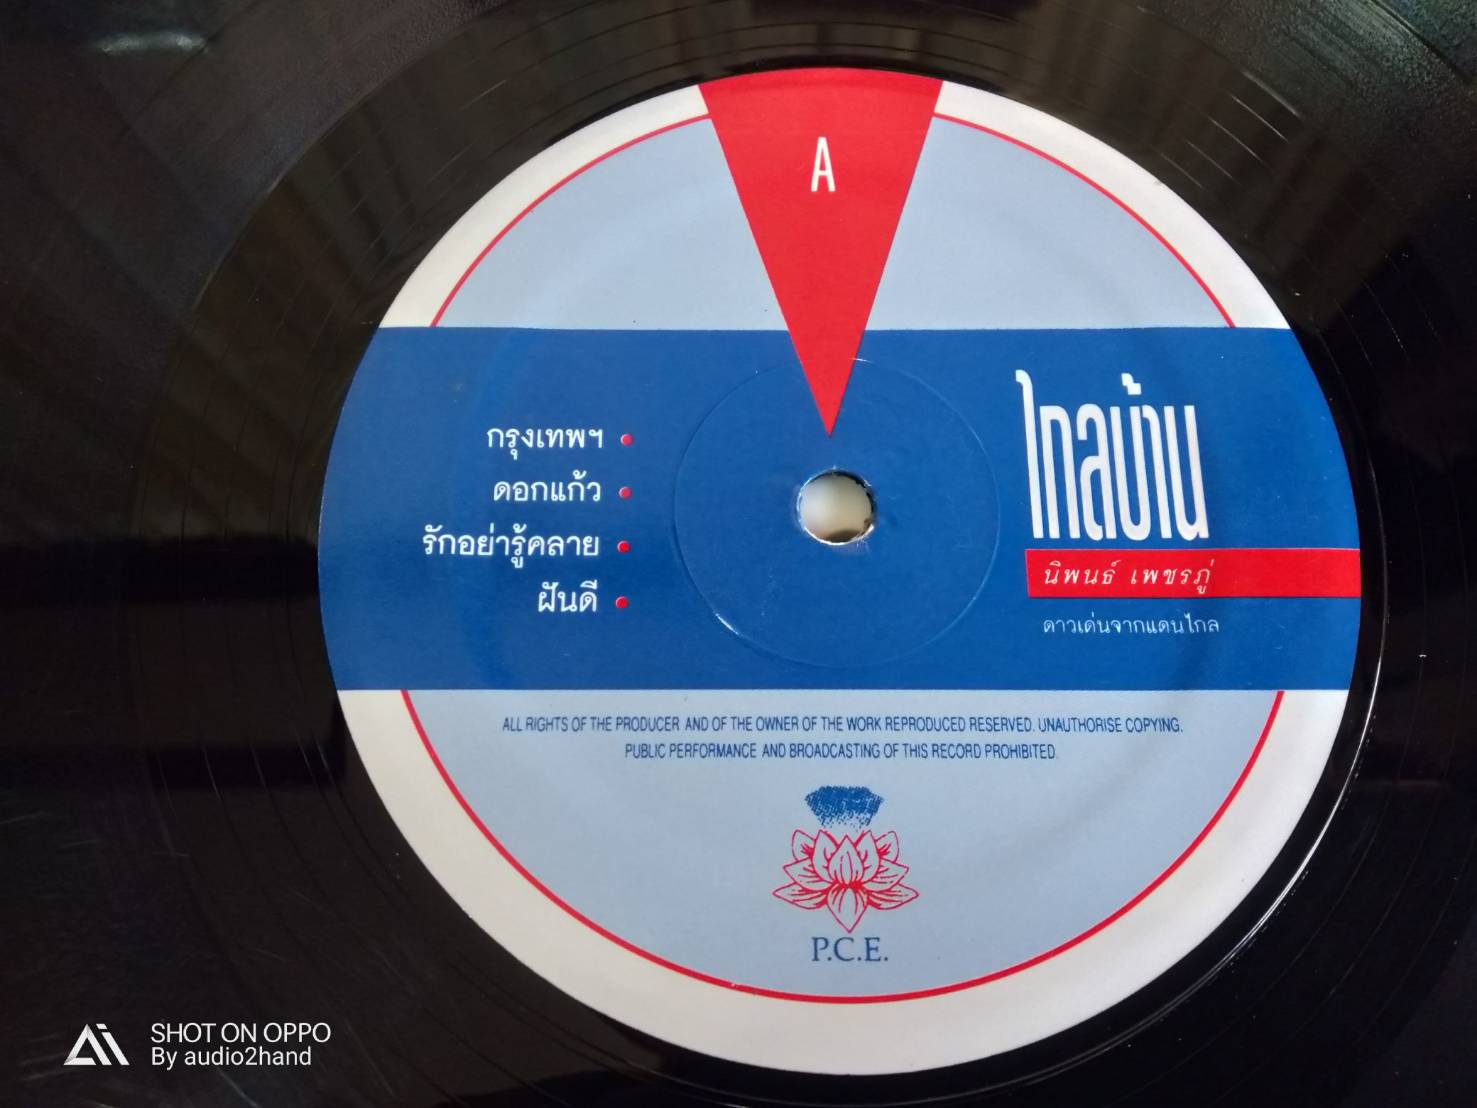 A
กรุงเทพฯ
ดอกแก้ว
รักอย่ารู้คลาย
ฝันดี
ไกลบ้าน
นิพนธ์ เพชรภู่
ดาวเด่นจากแดนไกล
ALL RIGHTS OF THE PRODUCER AND OF THE OWNER OF THE WORK REPRODUCED RESERVED. UNAUTHORISE COPYING.
PUBLIC PERFORMANCE AND BROADCASTING OF THIS RECORD PROHIBITED.
P.C.E.
SHOT ON OPPO
By audio2hand